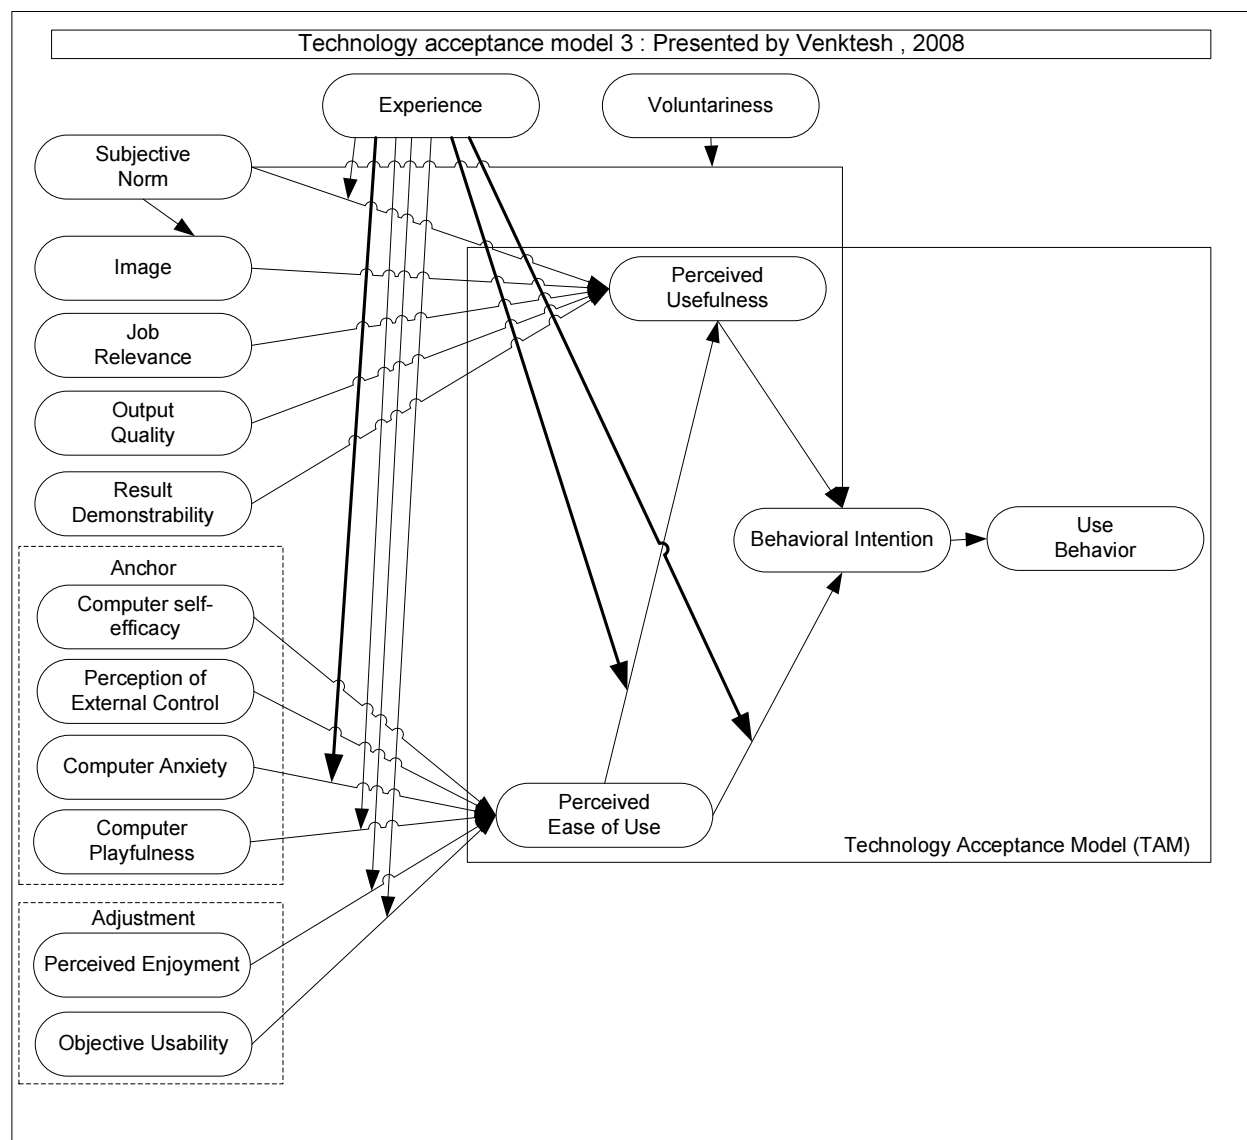 Technology acceptance model 3 : Presented by Venktesh , 2008
Experience
Voluntariness
Subjective
Norm
Image
Perceived
Usefulness
Job
Relevance
Output
Quality
Result
Demonstrability
Behavioral Intention
Use
Behavior
Anchor
Computer self-
efficacy
Perception of
External Control
Computer Anxiety
Computer
Playfulness
Perceived
Ease of Use
Technology Acceptance Model (TAM)
Adjustment
Perceived Enjoyment
Objective Usability